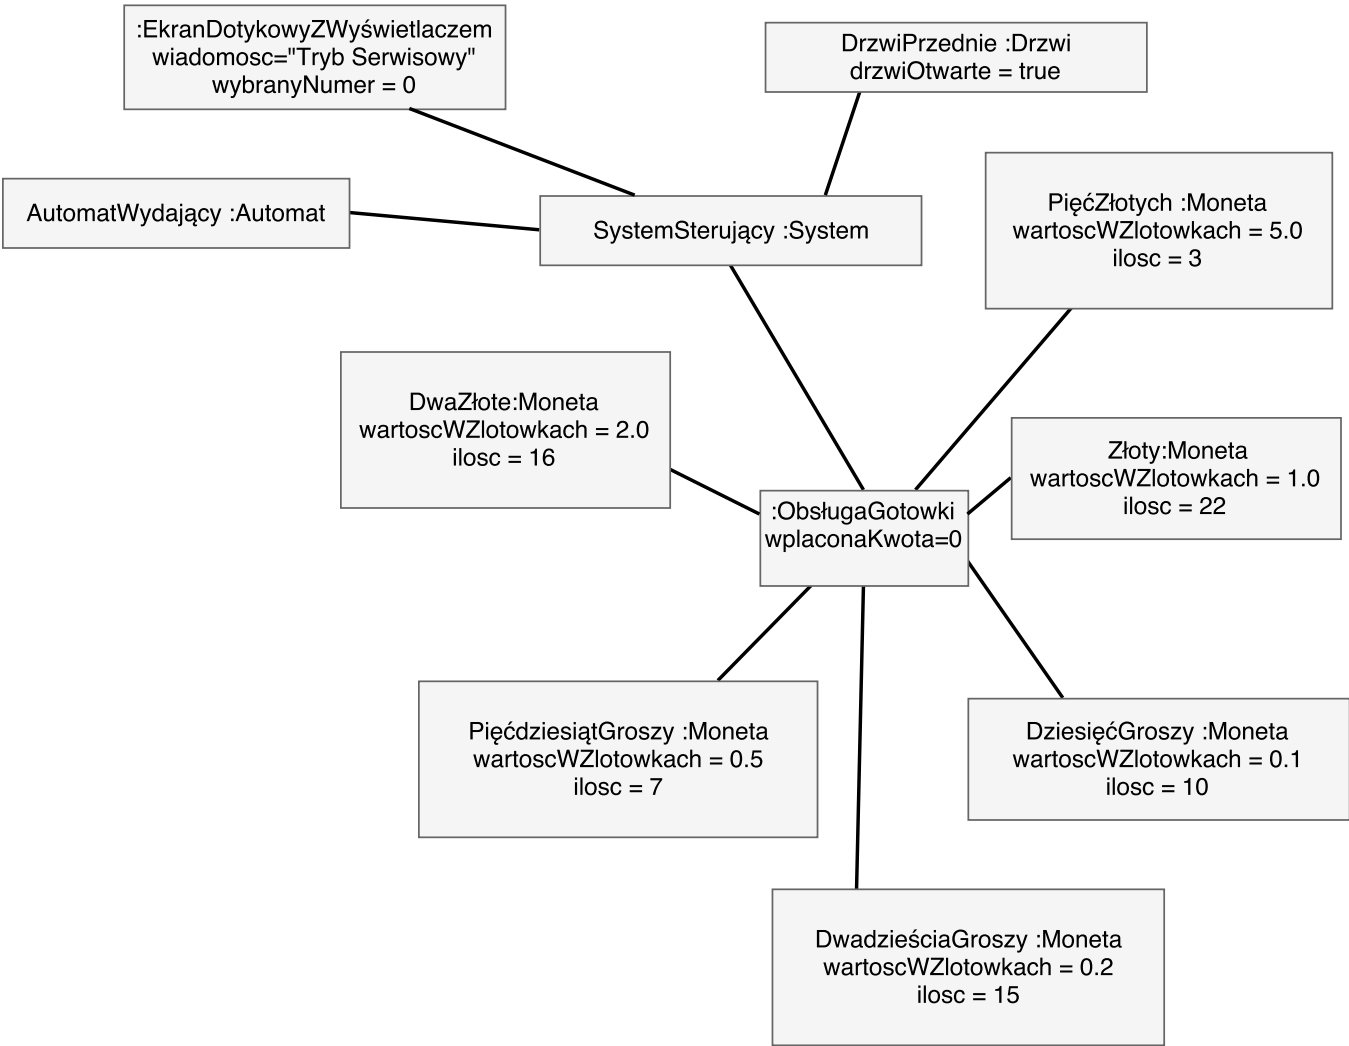 :EkranDotykowyZWyświetlaczem
wiadomosc="Tryb Serwisowy"
wybranyNumer = 0
DrzwiPrzednie :Drzwi
drzwiOtwarte = true
AutomatWydający :Automat
SystemSterujący :System
PięćZłotych :Moneta
wartoscWZlotowkach = 5.0
ilosc = 3
DwaZłote:Moneta
wartoscWZlotowkach = 2.0
ilosc = 16
Złoty:Moneta
wartoscWZlotowkach = 1.0
ilosc = 22
:ObsługaGotowki
wplaconaKwota=0
PięćdziesiątGroszy :Moneta
wartoscWZlotowkach = 0.5
ilosc = 7
DziesięćGroszy :Moneta
wartoscWZlotowkach = 0.1
ilosc = 10
DwadzieściaGroszy :Moneta
wartoscWZlotowkach = 0.2
ilosc = 15